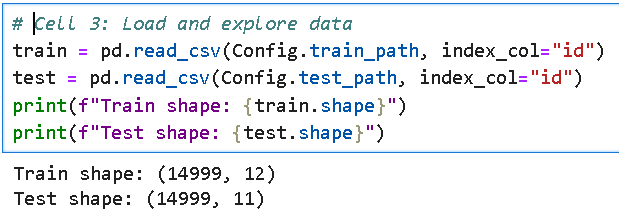 # Cell 3: Load and explore data
train = pd.read_csv(Config.train_path, index_col="id")
test = pd.read_csv(Config.test_path, index_col="id")
print(f"Train shape: {train.shape}")
print(f"Test shape: {test.shape}")
Train shape: (14999, 12)
Test shape: (14999, 11)